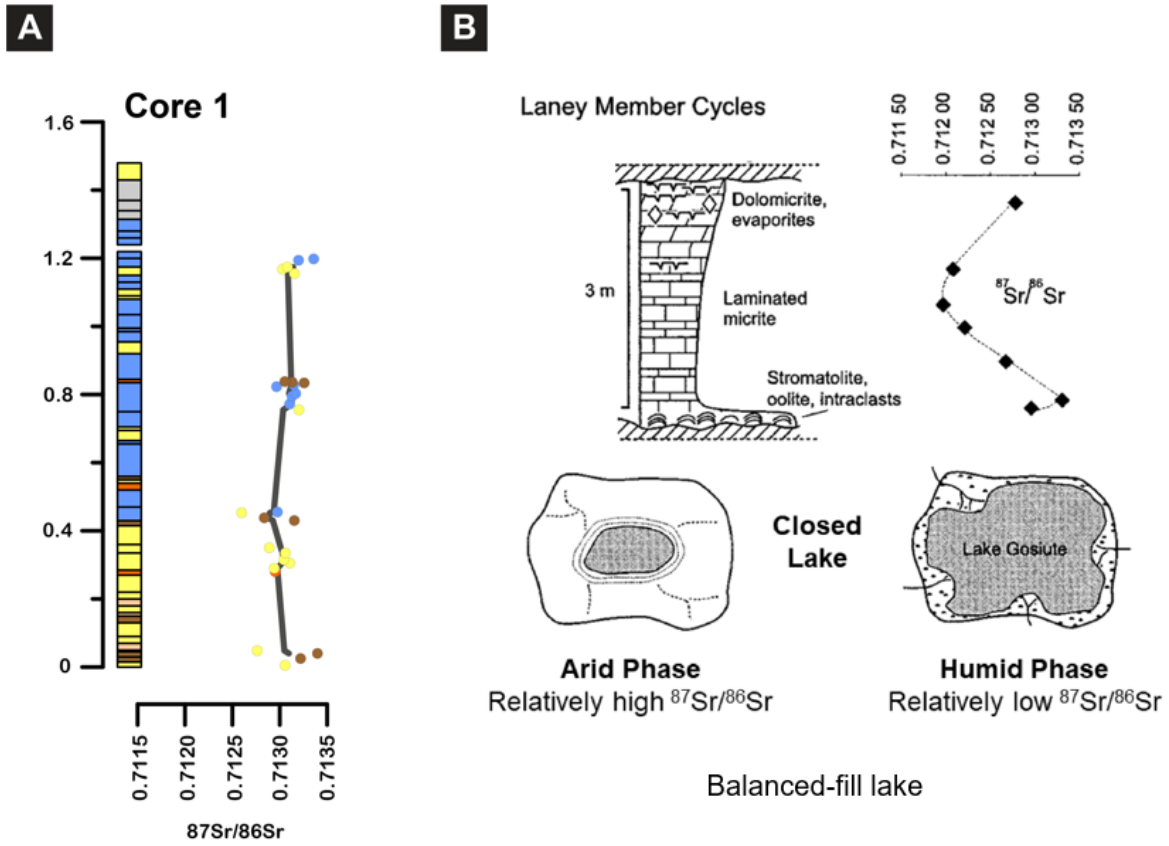 A
B
Core 1
1.6
1.2
0.8
0.4
0
0.7115
0.7120
0.7125
0.7130
0.7135
87Sr/86Sr
Laney Member Cycles
0.711 50
0.712 00
0.712 50
0.713 00
0.713 50
Dolomicrite,
evaporites
3 m
Laminated
micrite
⁸⁷Sr/⁸⁶Sr
Stromatolite,
oolite, intraclasts
Closed
Lake
Lake Gosiute
Arid Phase
Relatively high ⁸⁷Sr/⁸⁶Sr
Humid Phase
Relatively low ⁸⁷Sr/⁸⁶Sr
Balanced-fill lake